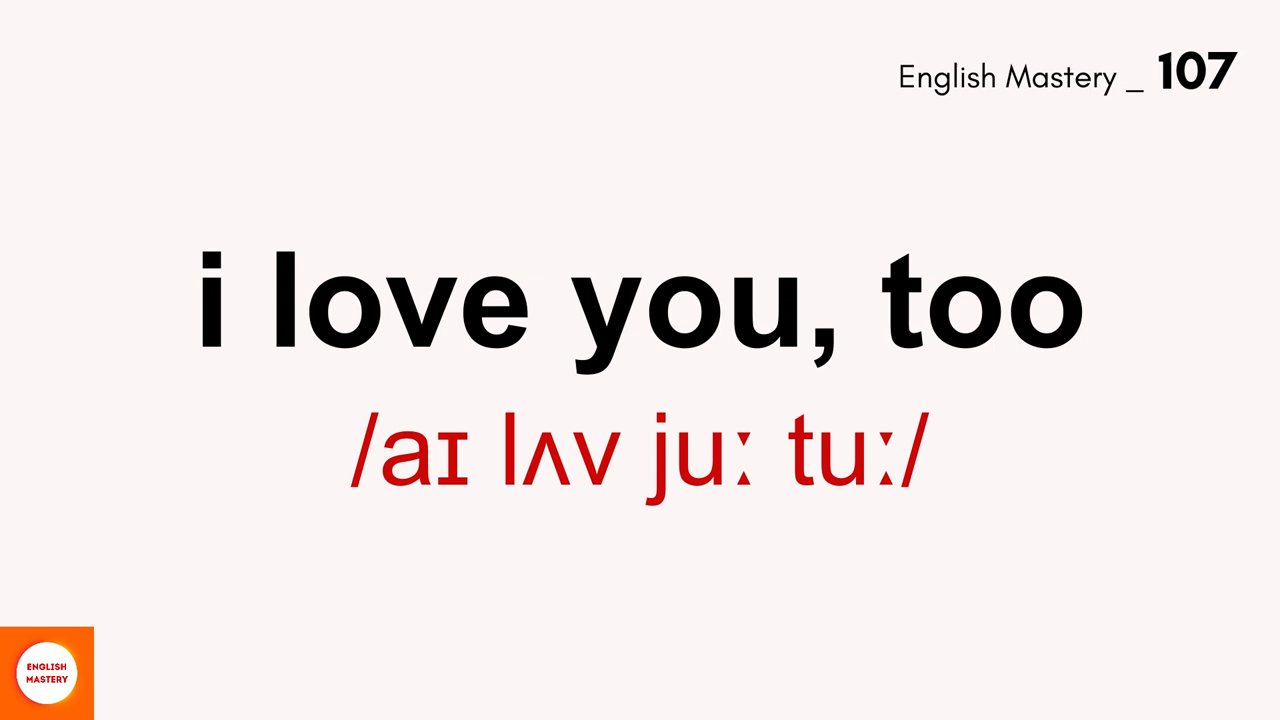 English Mastery _ 107
i love you, too
/aɪ lʌv juː tuː/
ENGLISH
MASTERY